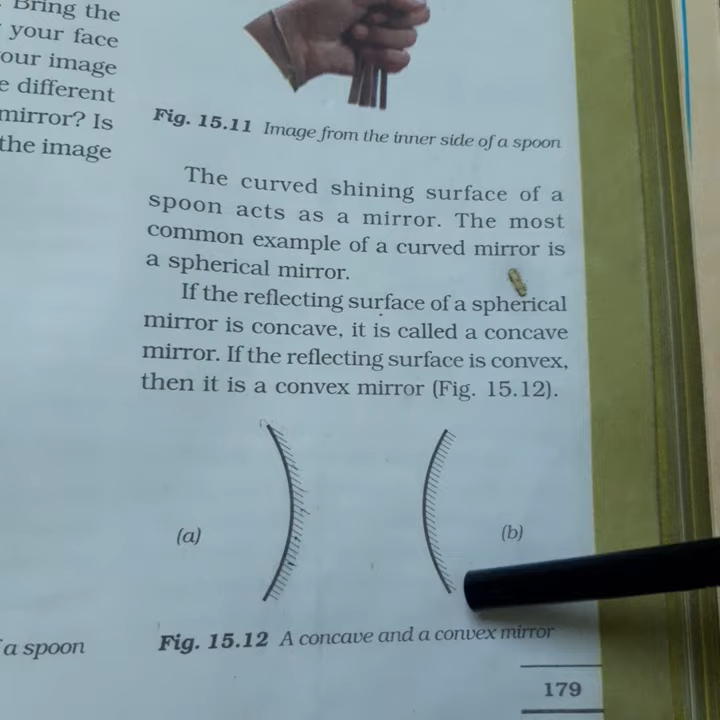 Bring the
your face
our image
e different
mirror? Is
the image
a spoon
Fig. 15.11 Image from the inner side of a spoon
The curved shining surface of a
spoon acts as a mirror. The most
common example of a curved mirror is
a spherical mirror.
If the reflecting surface of a spherical
mirror is concave, it is called a concave
mirror. If the reflecting surface is convex,
then it is a convex mirror (Fig. 15.12).
(a)
(b)
Fig. 15.12 A concave and a convex mirror
179